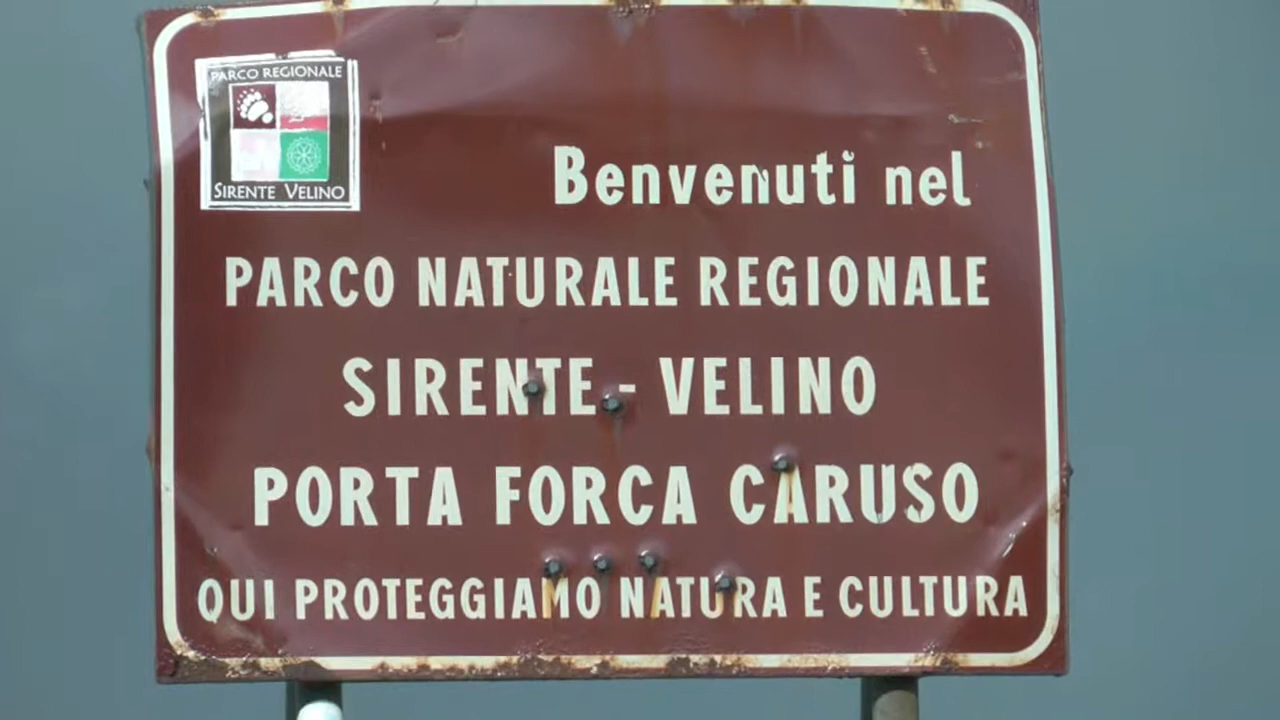 PARCO REGIONALE
SIRENTE VELINO
Benvenuti nel
PARCO NATURALE REGIONALE
SIRENTE - VELINO
PORTA FORCA CARUSO
QUI PROTEGGIAMO NATURA E CULTURA